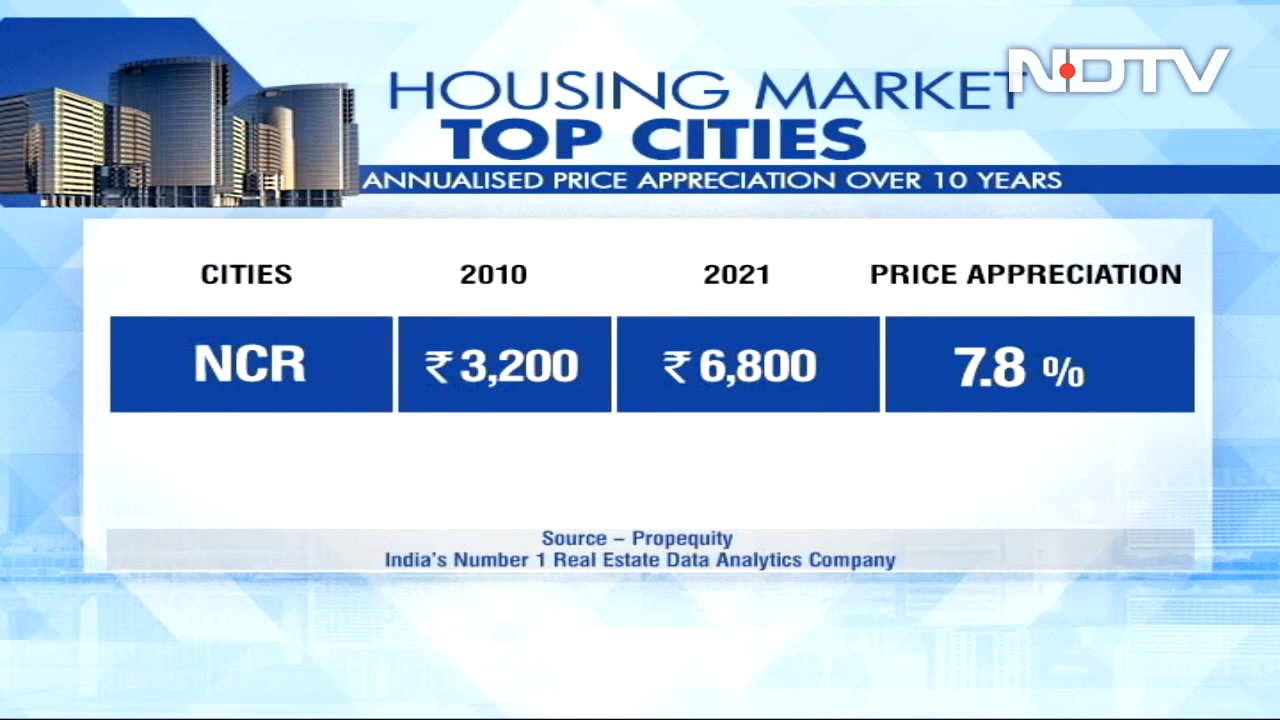 NDTV
HOUSING MARKET
TOP CITIES
ANNUALISED PRICE APPRECIATION OVER 10 YEARS
CITIES 2010 2021 PRICE APPRECIATION
NCR ₹ 3,200 ₹ 6,800 7.8 %
Source – Propequity
India's Number 1 Real Estate Data Analytics Company